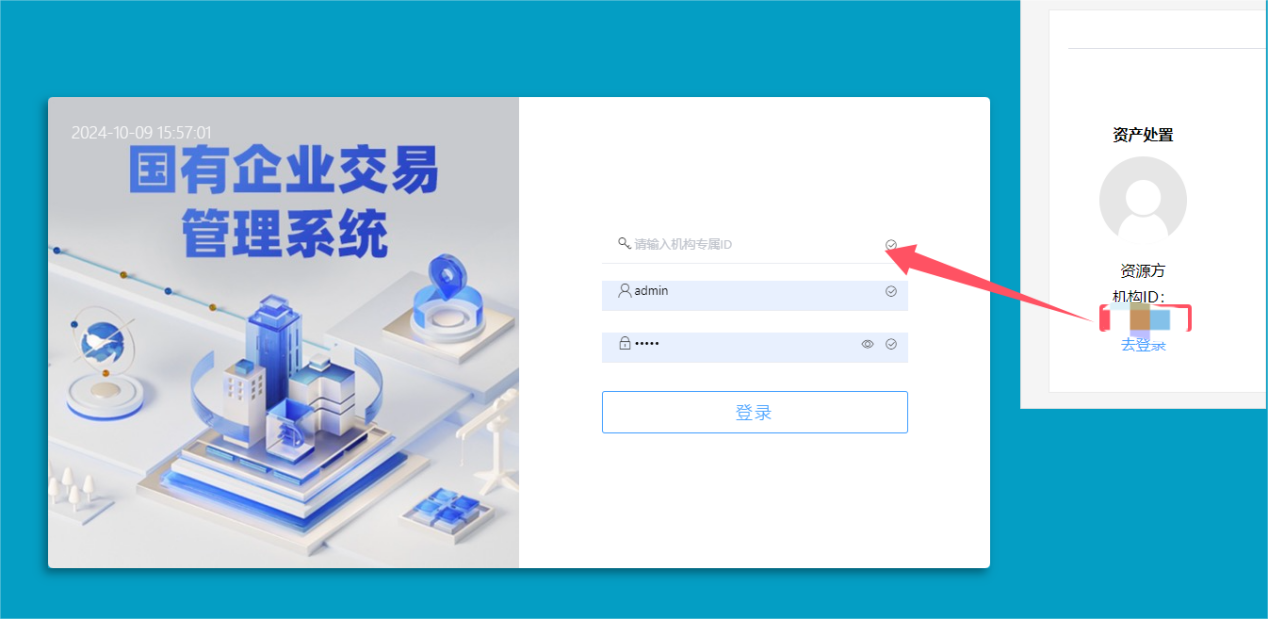 2024-10-09 15:57:01
国有企业交易
管理系统
请输入机构专属ID
admin
•••••
登录
资产处置
资源方
机构ID:
去登录